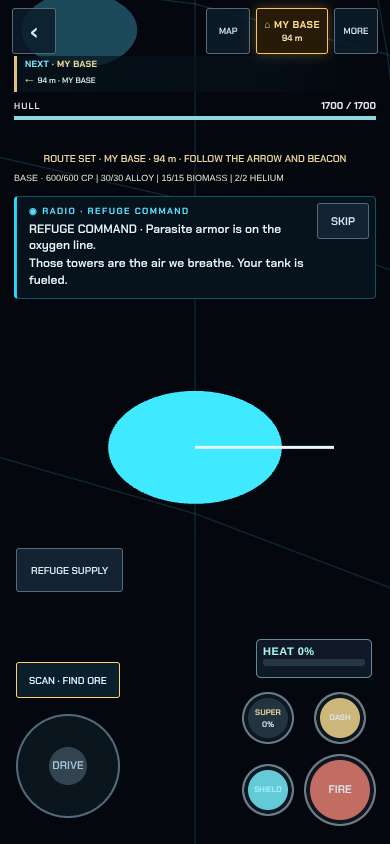 ‹
MAP
⌂ MY BASE
94 m
MORE
NEXT · MY BASE
← 94 m · MY BASE
HULL
1700 / 1700
ROUTE SET · MY BASE · 94 m · FOLLOW THE ARROW AND BEACON
BASE · 600/600 CP | 30/30 ALLOY | 15/15 BIOMASS | 2/2 HELIUM
◉ RADIO · REFUGE COMMAND
SKIP
REFUGE COMMAND · Parasite armor is on the
oxygen line.
Those towers are the air we breathe. Your tank is
fueled.
REFUGE SUPPLY
HEAT 0%
SCAN · FIND ORE
SUPER
0%
DASH
DRIVE
SHIELD
FIRE